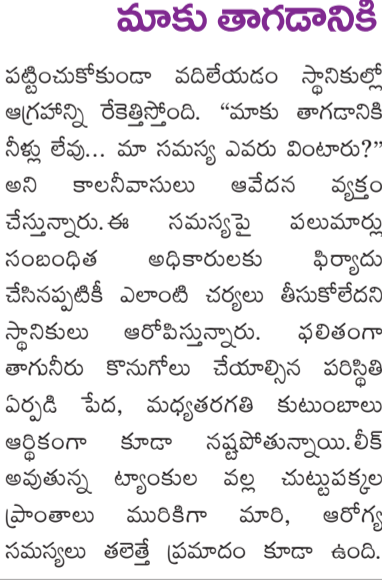 మాకు తాగడానికి
పట్టించుకోకుండా వదిలేయడం స్థానికుల్లో
ఆగ్రహాన్ని రేకెత్తిస్తోంది. “మాకు తాగడానికి
నీళ్లు లేవు... మా సమస్య ఎవరు వింటారు?”
అని కాలనీవాసులు ఆవేదన వ్యక్తం
చేస్తున్నారు.ఈ సమస్యపై పలుమార్లు
సంబంధిత అధికారులకు ఫిర్యాదు
చేసినప్పటికీ ఎలాంటి చర్యలు తీసుకోలేదని
స్థానికులు ఆరోపిస్తున్నారు. ఫలితంగా
తాగునీరు కొనుగోలు చేయాల్సిన పరిస్థితి
ఏర్పడి పేద, మధ్యతరగతి కుటుంబాలు
ఆర్థికంగా కూడా నష్టపోతున్నాయి.లీక్
అవుతున్న ట్యాంకుల వల్ల చుట్టుపక్కల
ప్రాంతాలు మురికిగా మారి, ఆరోగ్య
సమస్యలు తలెత్తే ప్రమాదం కూడా ఉంది.